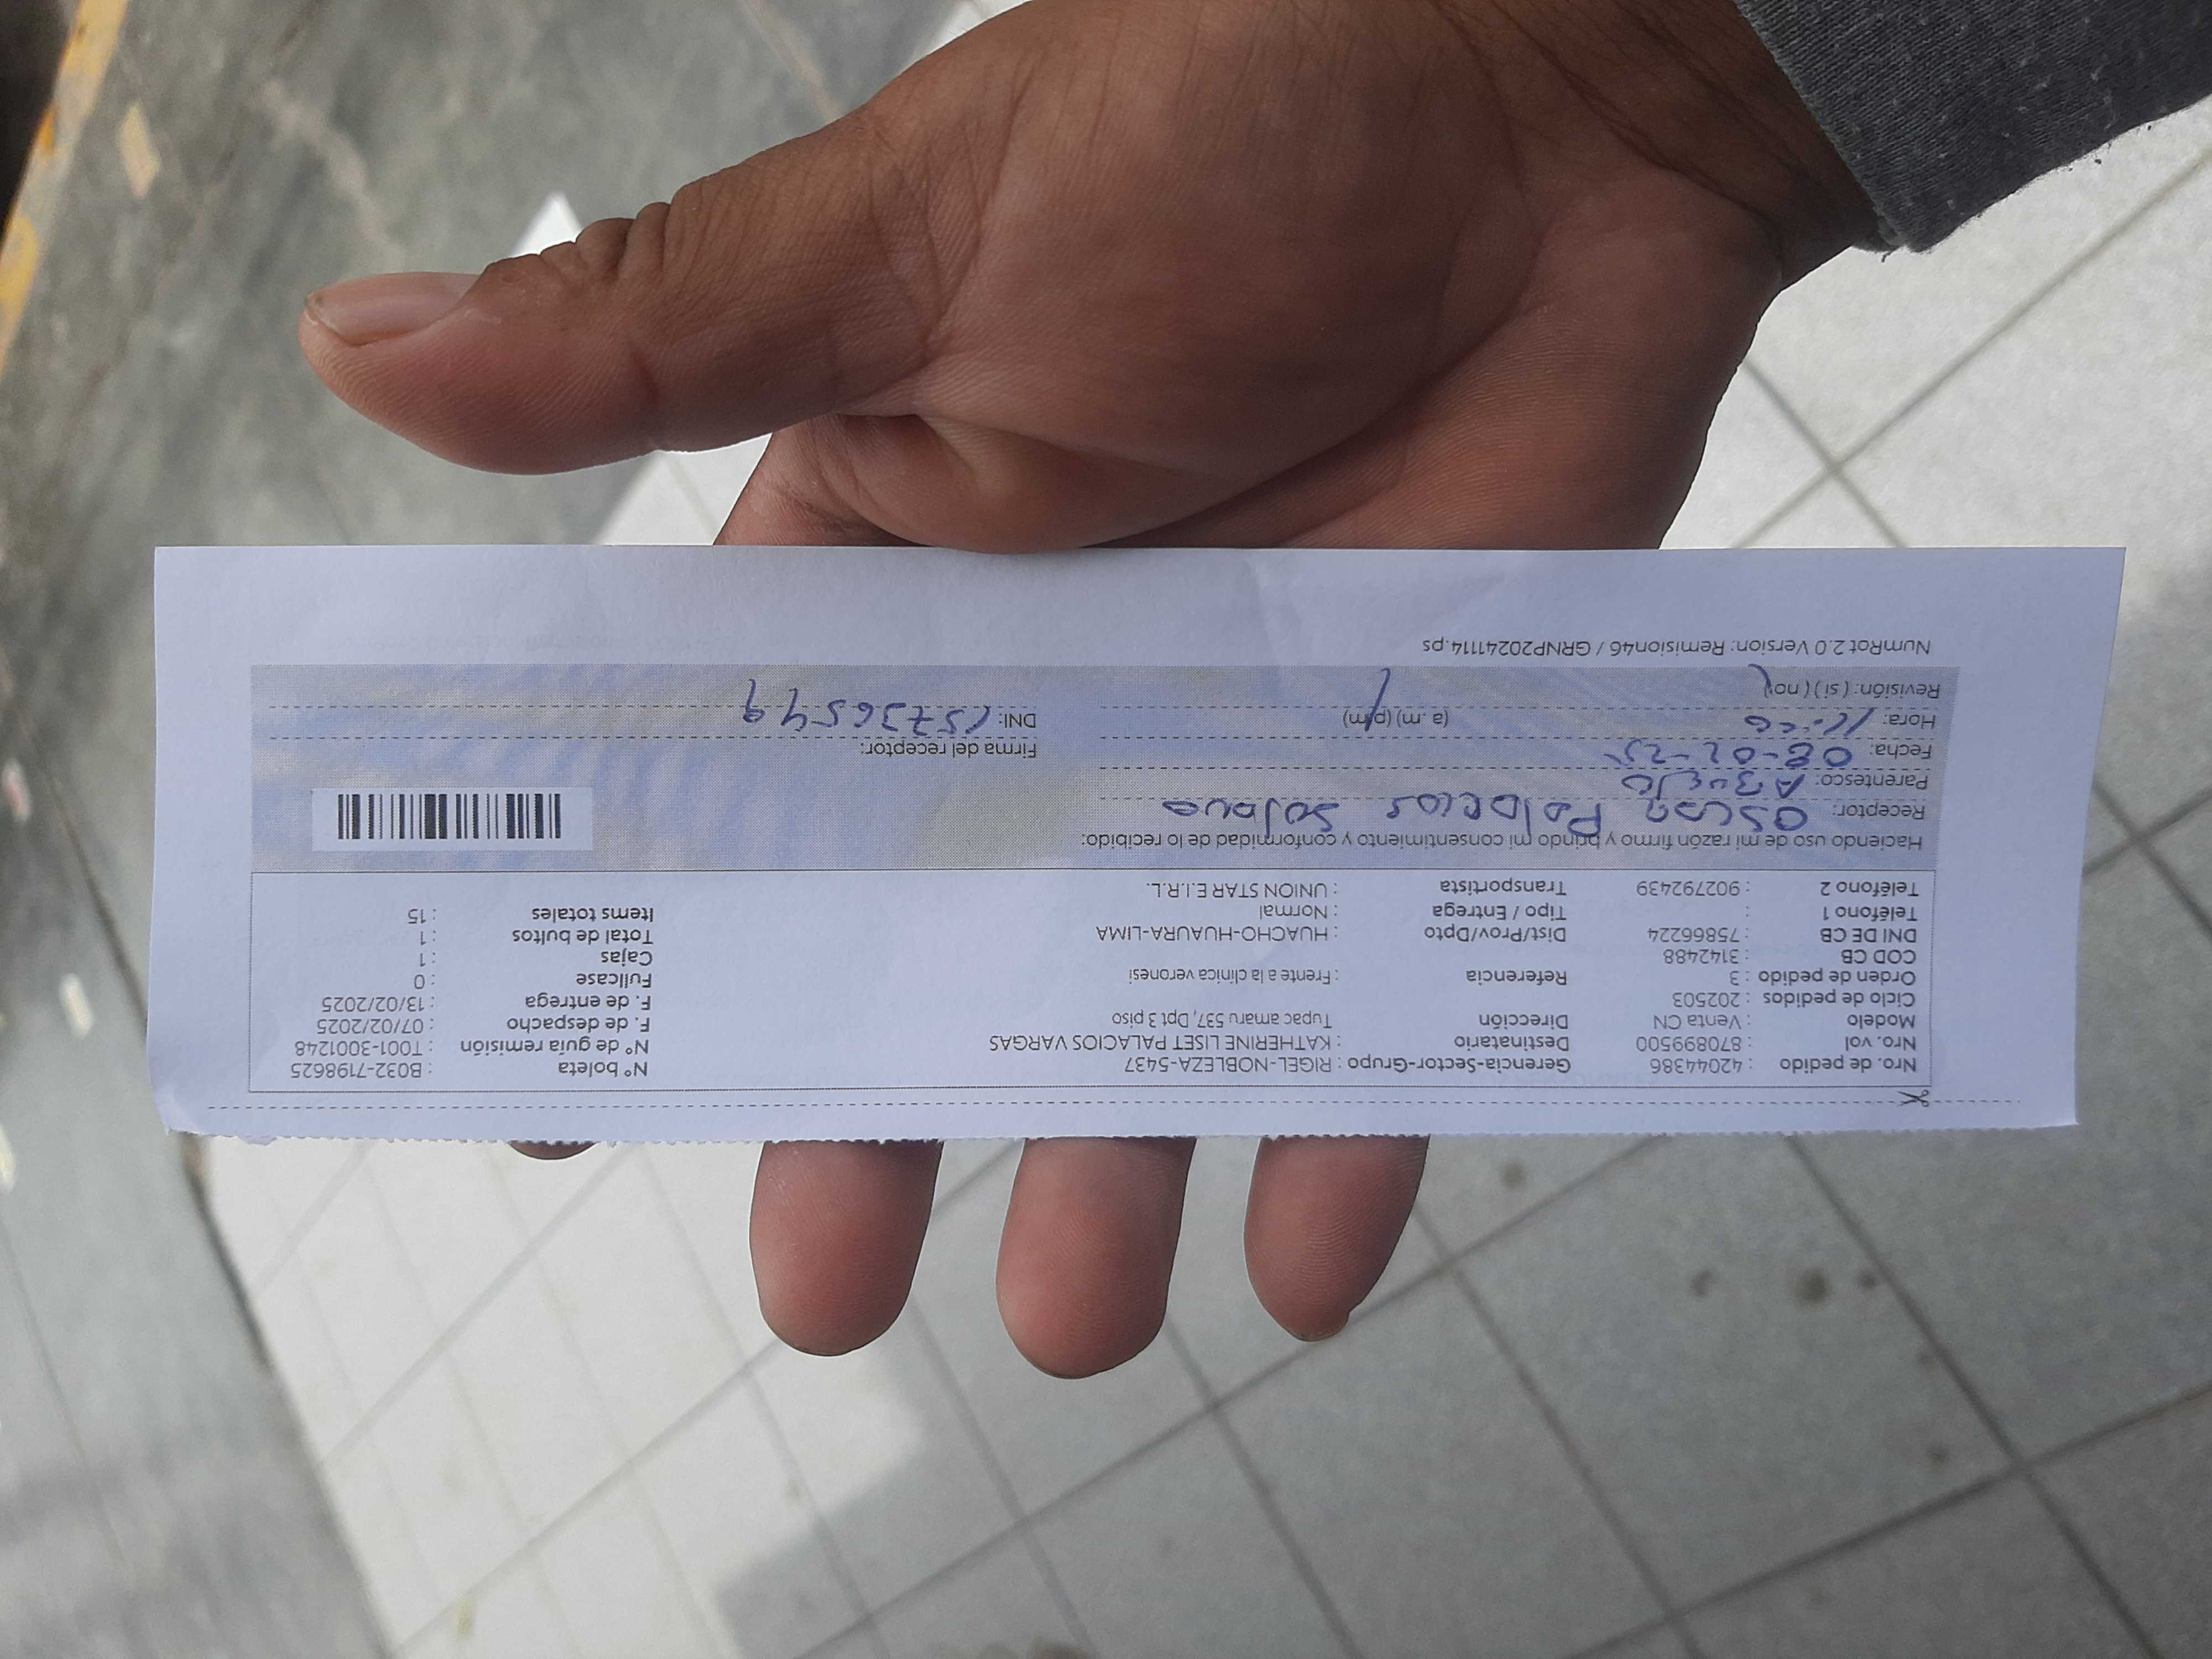 Nro. de pedido : 42044386 Gerencia-Sector-Grupo : RIGEL-NOBLEZA-5437 N° boleta : B032-7198625
Nro. vol : 870899500 Destinatario : KATHERINE LISET PALACIOS VARGAS N° de guía remisión : T001-3001248
Modelo : Venta CN Dirección Tupac amaru 537, Dpt 3 piso F. de despacho : 07/02/2025
Ciclo de pedidos : 202503 F. de entrega : 13/02/2025
Orden de pedido : 3 Referencia : Frente a la clinica veronesi Fullcase : 0
COD CB : 3142488 Cajas : 1
DNI DE CB : 75866224 Dist/Prov/Dpto : HUACHO-HUAURA-LIMA Total de bultos : 1
Teléfono 1 : Tipo / Entrega : Normal Items totales : 15
Teléfono 2 : 902792439 Transportista : UNION STAR E.I.R.L.
Haciendo uso de mi razón firmo y brindo mi consentimiento y conformidad de lo recibido:
Receptor: OSCAR Palacios
Parentesco: Abuelo
Fecha: 08-02-25 Firma del receptor:
Hora: (a. m) (p m) DNI: 15736549
Revisión: ( si ) ( no )
NumRot 2.0 Version: Remision46 / GRNP20241114.ps